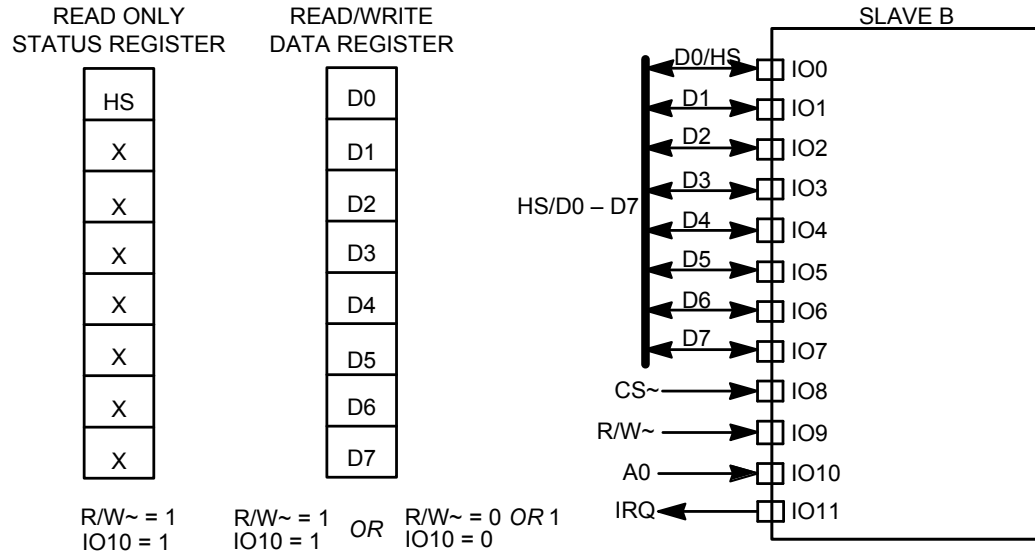 READ ONLY
STATUS REGISTER
HS
X
X
X
X
X
X
X
R/W~ = 1
IO10 = 1
READ/WRITE
DATA REGISTER
D0
D1
D2
D3
D4
D5
D6
D7
R/W~ = 1 OR R/W~ = 0 OR 1
IO10 = 1 IO10 = 0
SLAVE B
HS/D0 – D7
D0/HS IO0
D1 IO1
D2 IO2
D3 IO3
D4 IO4
D5 IO5
D6 IO6
D7 IO7
CS~ IO8
R/W~ IO9
A0 IO10
IRQ IO11